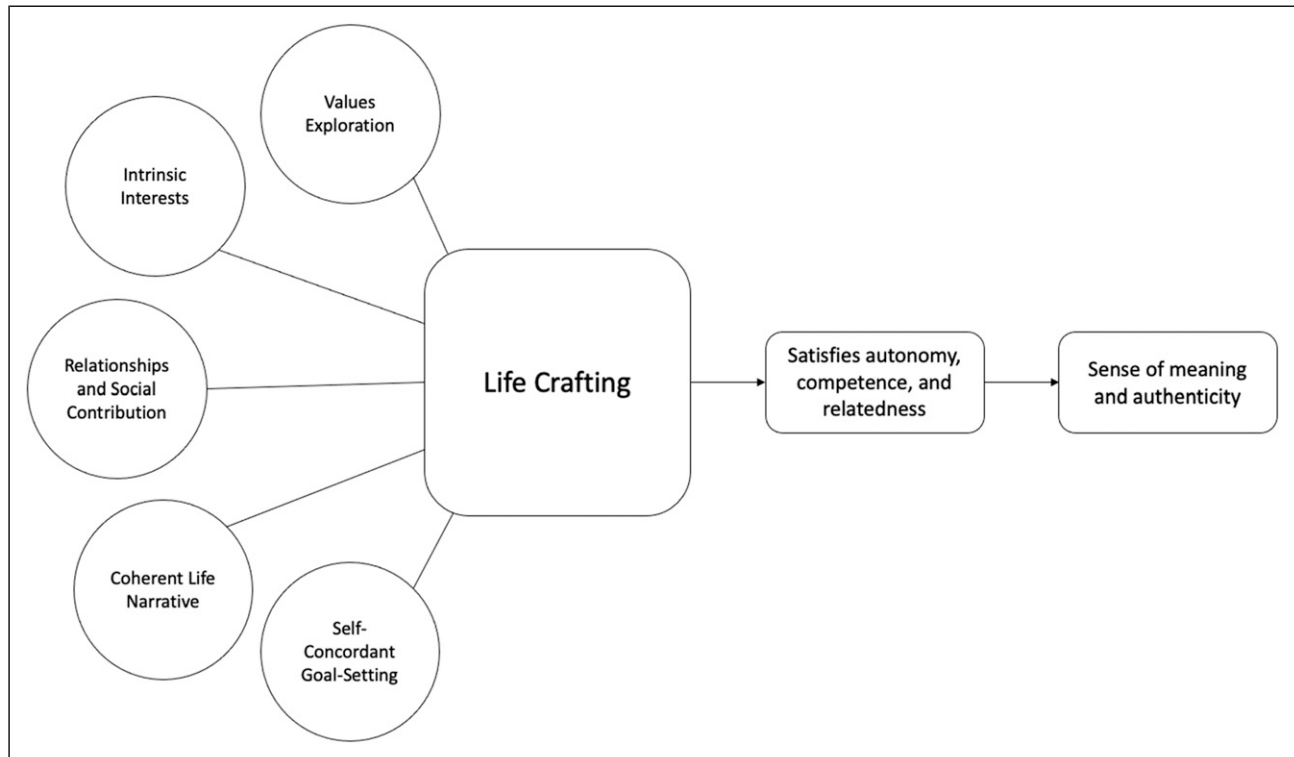 Values
Exploration
Intrinsic
Interests
Relationships
and Social
Contribution
Coherent Life
Narrative
Self-
Concordant
Goal-Setting
Life Crafting
Satisfies autonomy,
competence, and
relatedness
Sense of meaning
and authenticity